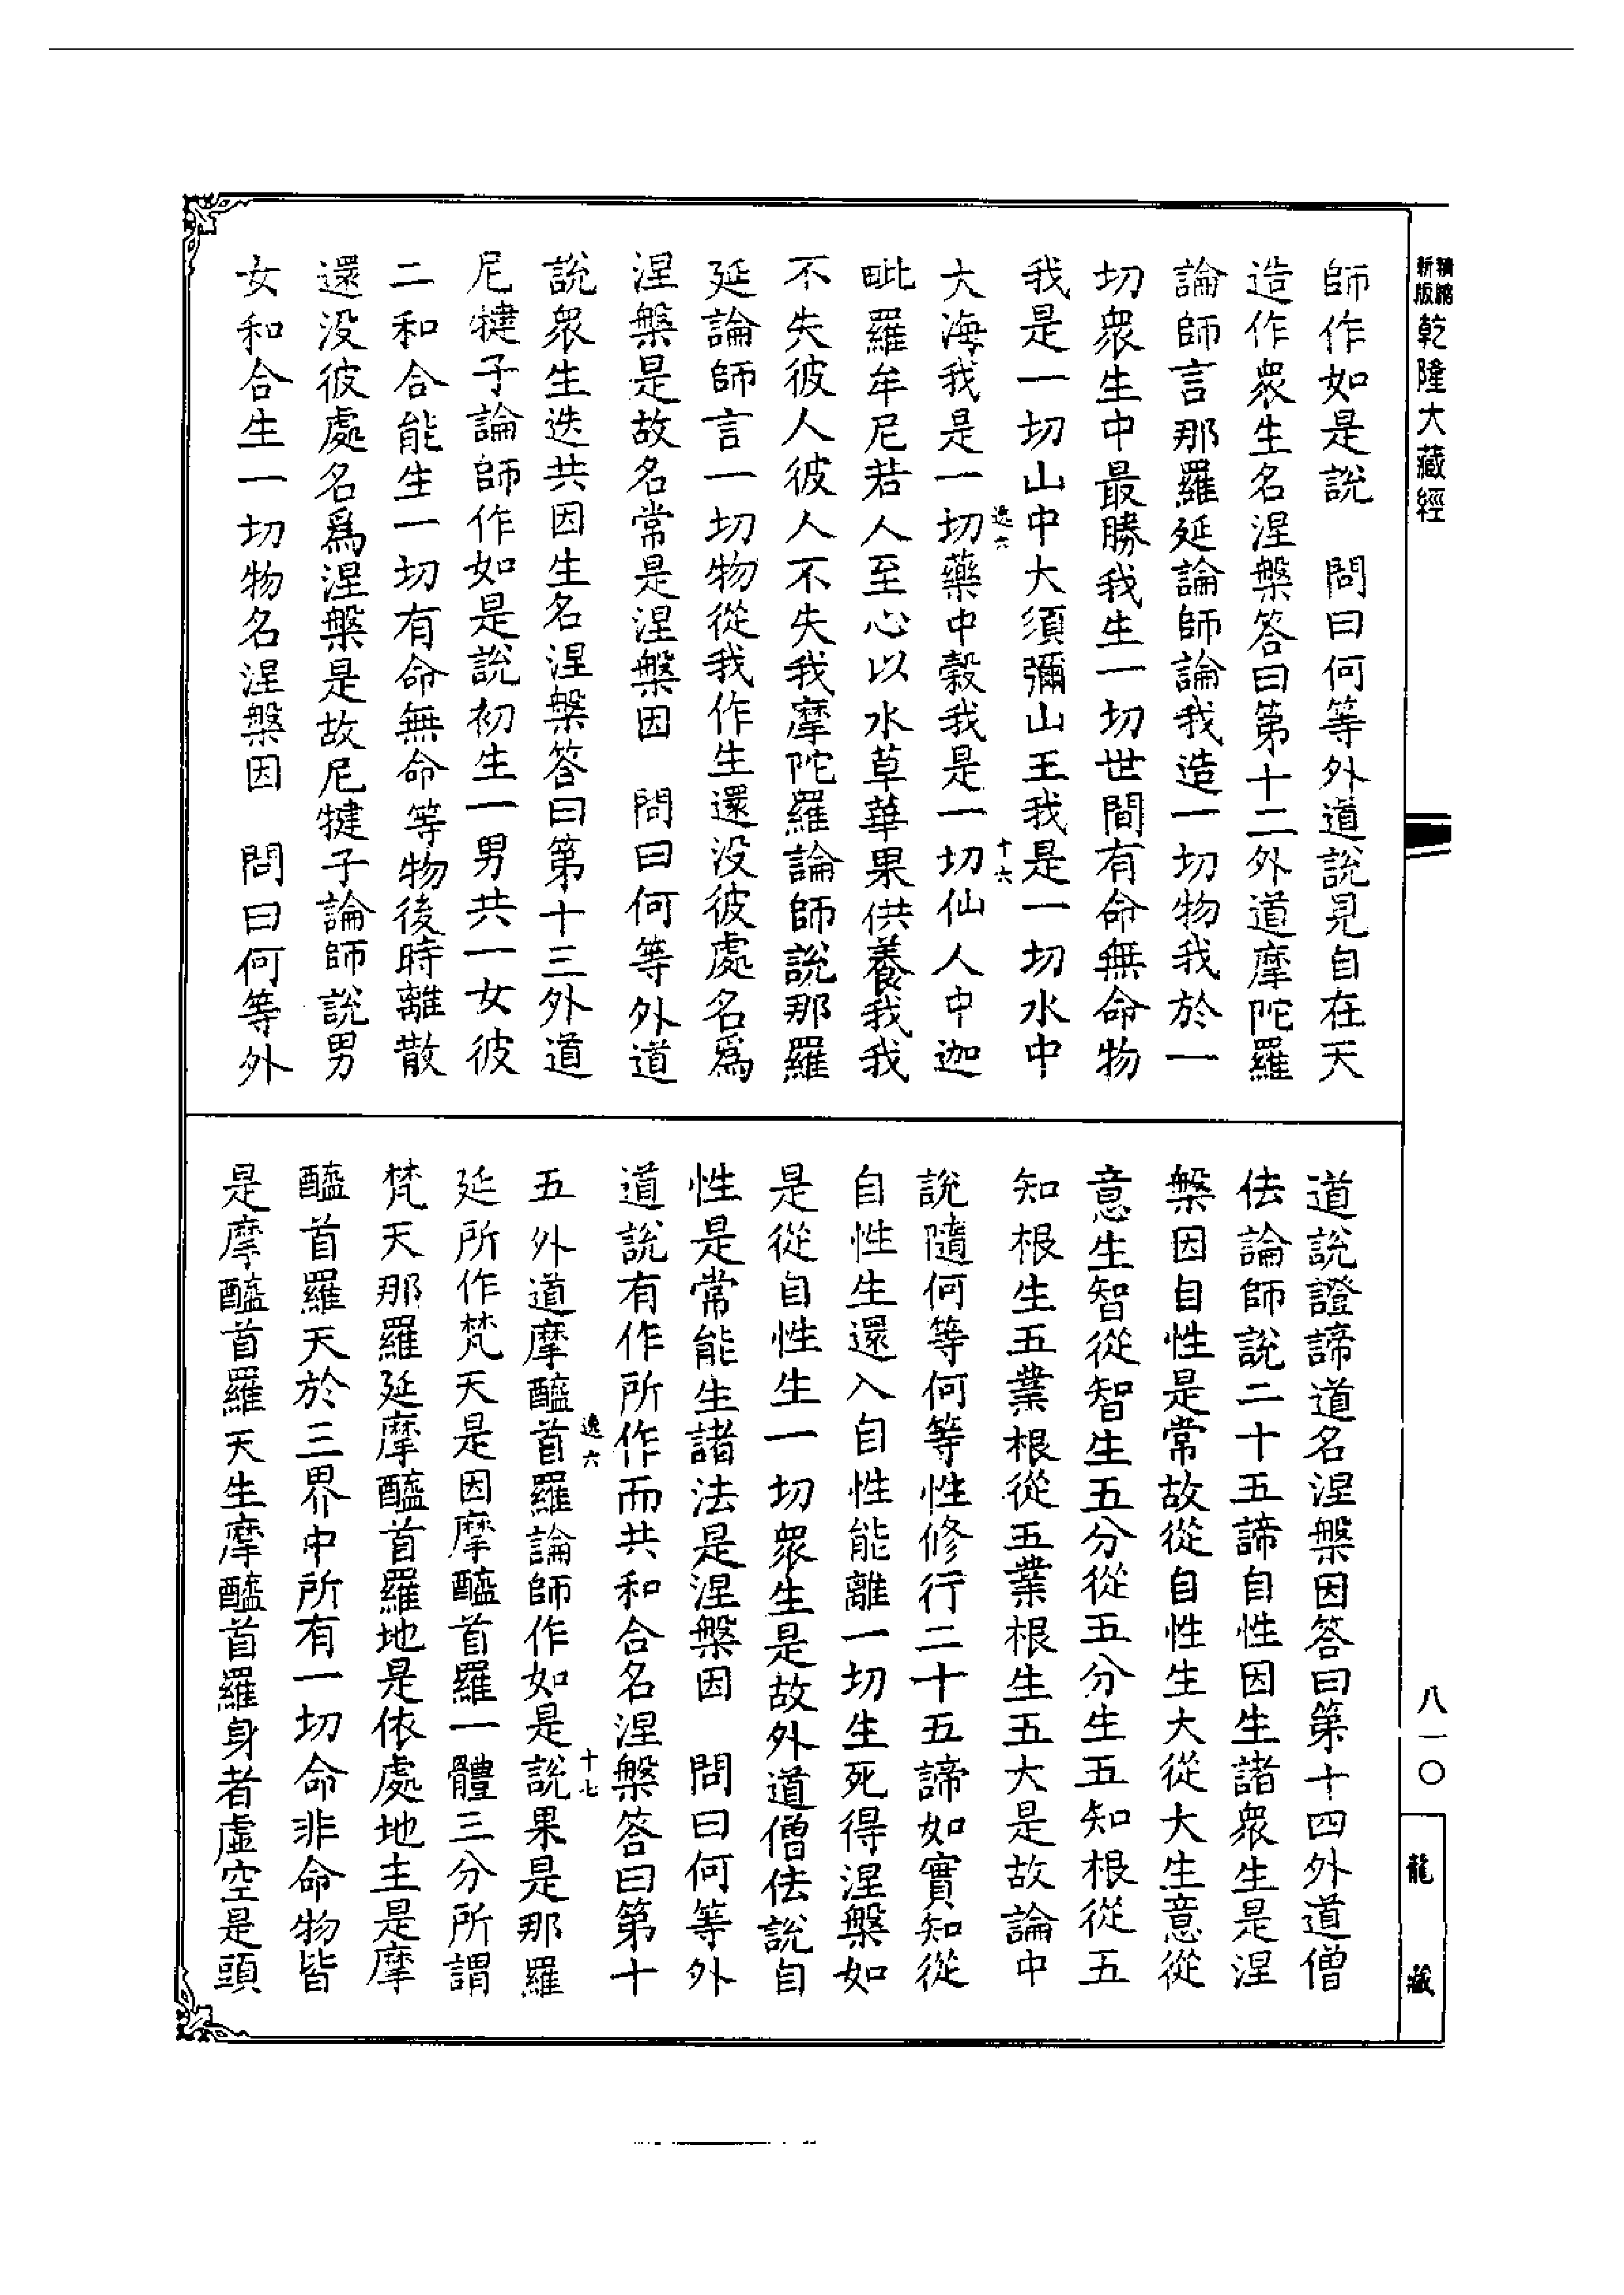 精縮
新版
乾隆大藏經
師作如是說　問曰何等外道說見自在天
造作衆生名涅槃答曰第十二外道摩陀羅
論師言那羅延論師論我造一切物我於一
切衆生中最勝我生一切世間有命無命物
我是一切山中大須彌山王我是一切水中
逸六
十六
大海我是一切藥中穀我是一切仙人中迦
毗羅牟尼若人至心以水草華果供養我我
不失彼人彼人不失我摩陀羅論師說那羅
延論師言一切物從我作生還没彼處名爲
涅槃是故名常是涅槃因　問曰何等外道
說衆生迭共因生名涅槃答曰第十三外道
尼犍子論師作如是說初生一男共一女彼
二和合能生一切有命無命等物後時離散
還没彼處名爲涅槃是故尼犍子論師說男
女和合生一切物名涅槃因　問曰何等外
道說證諦道名涅槃因答曰第十四外道僧
佉論師說二十五諦自性因生諸衆生是涅
槃因自性是常故從自性生大從大生意從
意生智從智生五分從五分生五知根從五
知根生五業根從五業根生五大是故論中
說隨何等何等性修行二十五諦如實知從
自性生還入自性能離一切生死得涅槃如
是從自性生一切衆生是故外道僧佉說自
性是常能生諸法是涅槃因　問曰何等外
道說有作所作而共和合名涅槃答曰第十
逸六
十七
五外道摩醯首羅論師作如是說果是那羅
延所作梵天是因摩醯首羅一體三分所謂
梵天那羅延摩醯首羅地是依處地主是摩
醯首羅天於三界中所有一切命非命物皆
是摩醯首羅天生摩醯首羅身者虛空是頭
八一〇
龍藏